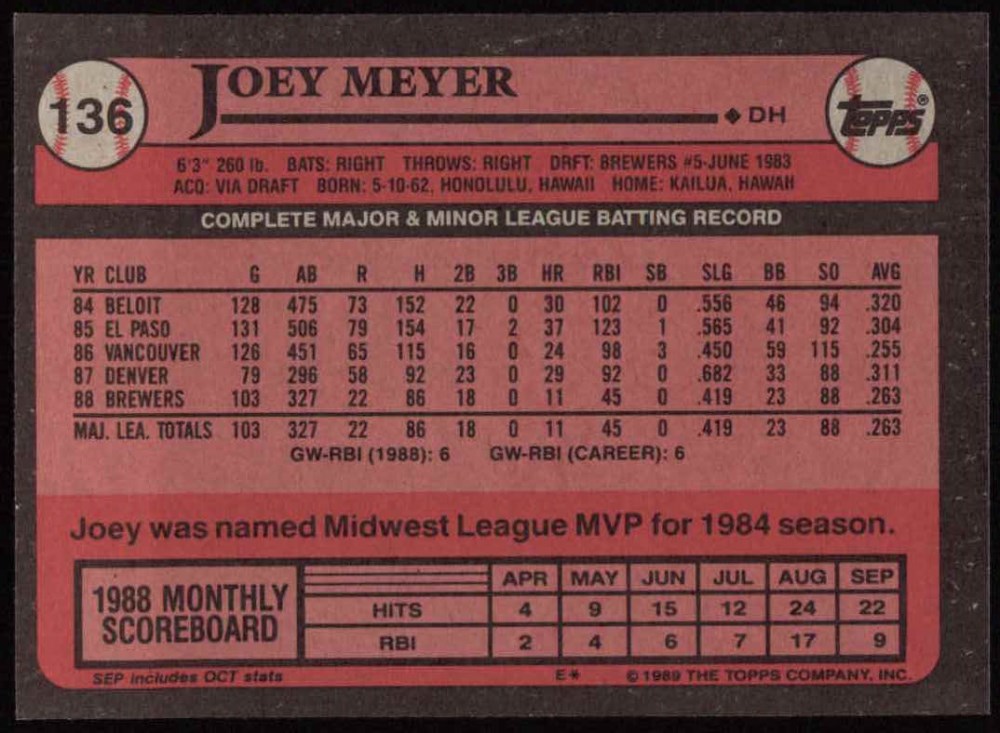 136
JOEY MEYER
◆ DH
TOPPS®
6'3" 260 lb. BATS: RIGHT THROWS: RIGHT DRFT: BREWERS #5-JUNE 1983
ACQ: VIA DRAFT BORN: 5-10-62, HONOLULU, HAWAII HOME: KAILUA, HAWAII
COMPLETE MAJOR & MINOR LEAGUE BATTING RECORD
YR CLUB G AB R H 2B 3B HR RBI SB SLG BB SO AVG
84 BELOIT 128 475 73 152 22 0 30 102 0 .556 46 94 .320
85 EL PASO 131 506 79 154 17 2 37 123 1 .565 41 92 .304
86 VANCOUVER 126 451 65 115 16 0 24 98 3 .450 59 115 .255
87 DENVER 79 296 58 92 23 0 29 92 0 .682 33 88 .311
88 BREWERS 103 327 22 86 18 0 11 45 0 .419 23 88 .263
MAJ. LEA. TOTALS 103 327 22 86 18 0 11 45 0 .419 23 88 .263
GW-RBI (1988): 6 GW-RBI (CAREER): 6
Joey was named Midwest League MVP for 1984 season.
1988 MONTHLY
SCOREBOARD
APR MAY JUN JUL AUG SEP
HITS 4 9 15 12 24 22
RBI 2 4 6 7 17 9
SEP includes OCT stats E* © 1989 THE TOPPS COMPANY, INC.